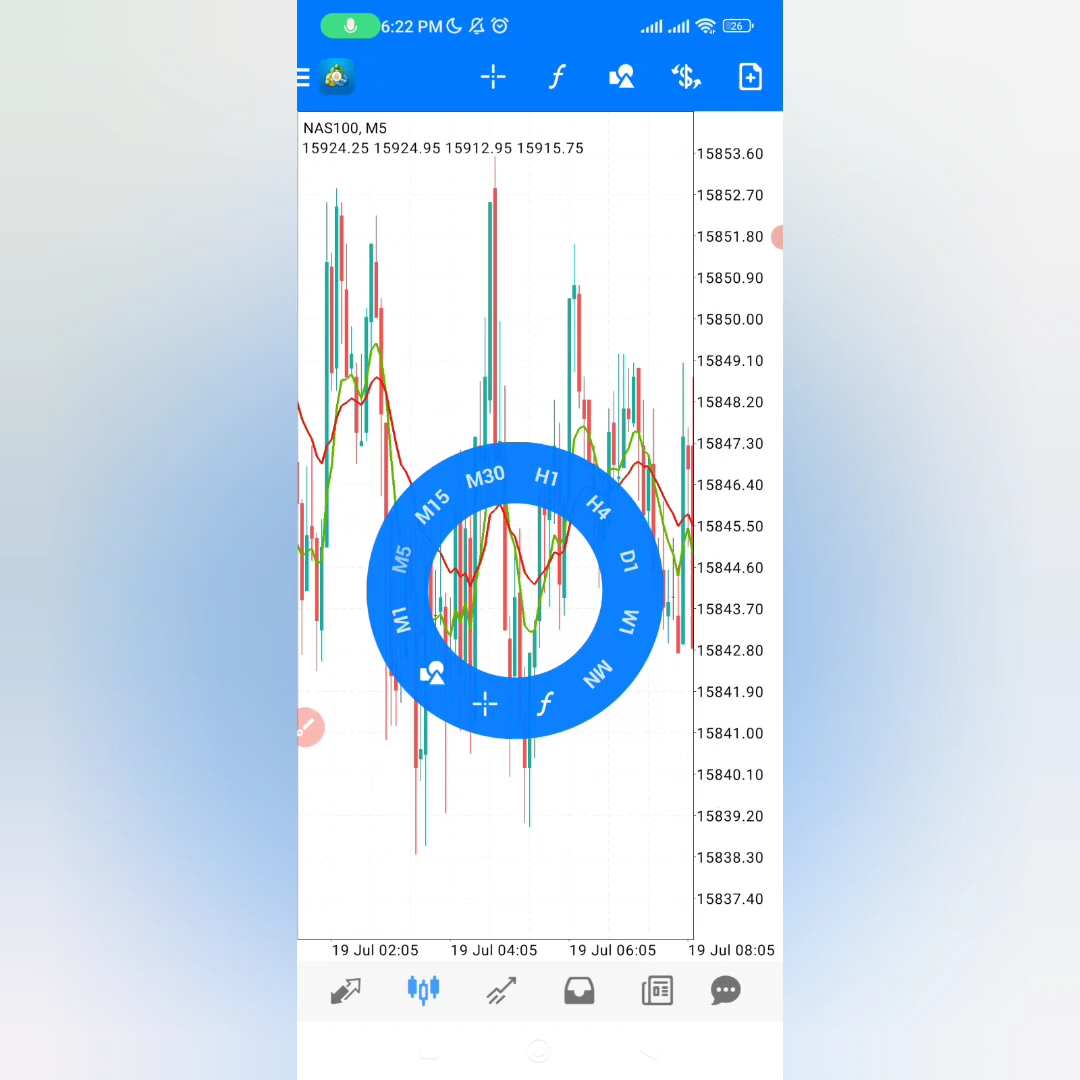 6:22 PM
26
NAS100, M5
15924.25 15924.95 15912.95 15915.75
15853.60
15852.70
15851.80
15850.90
15850.00
15849.10
15848.20
15847.30
15846.40
15845.50
15844.60
15843.70
15842.80
15841.90
15841.00
15840.10
15839.20
15838.30
15837.40
M1
M5
M15
M30
H1
H4
D1
W1
MN
f
f
19 Jul 02:05
19 Jul 04:05
19 Jul 06:05
19 Jul 08:05